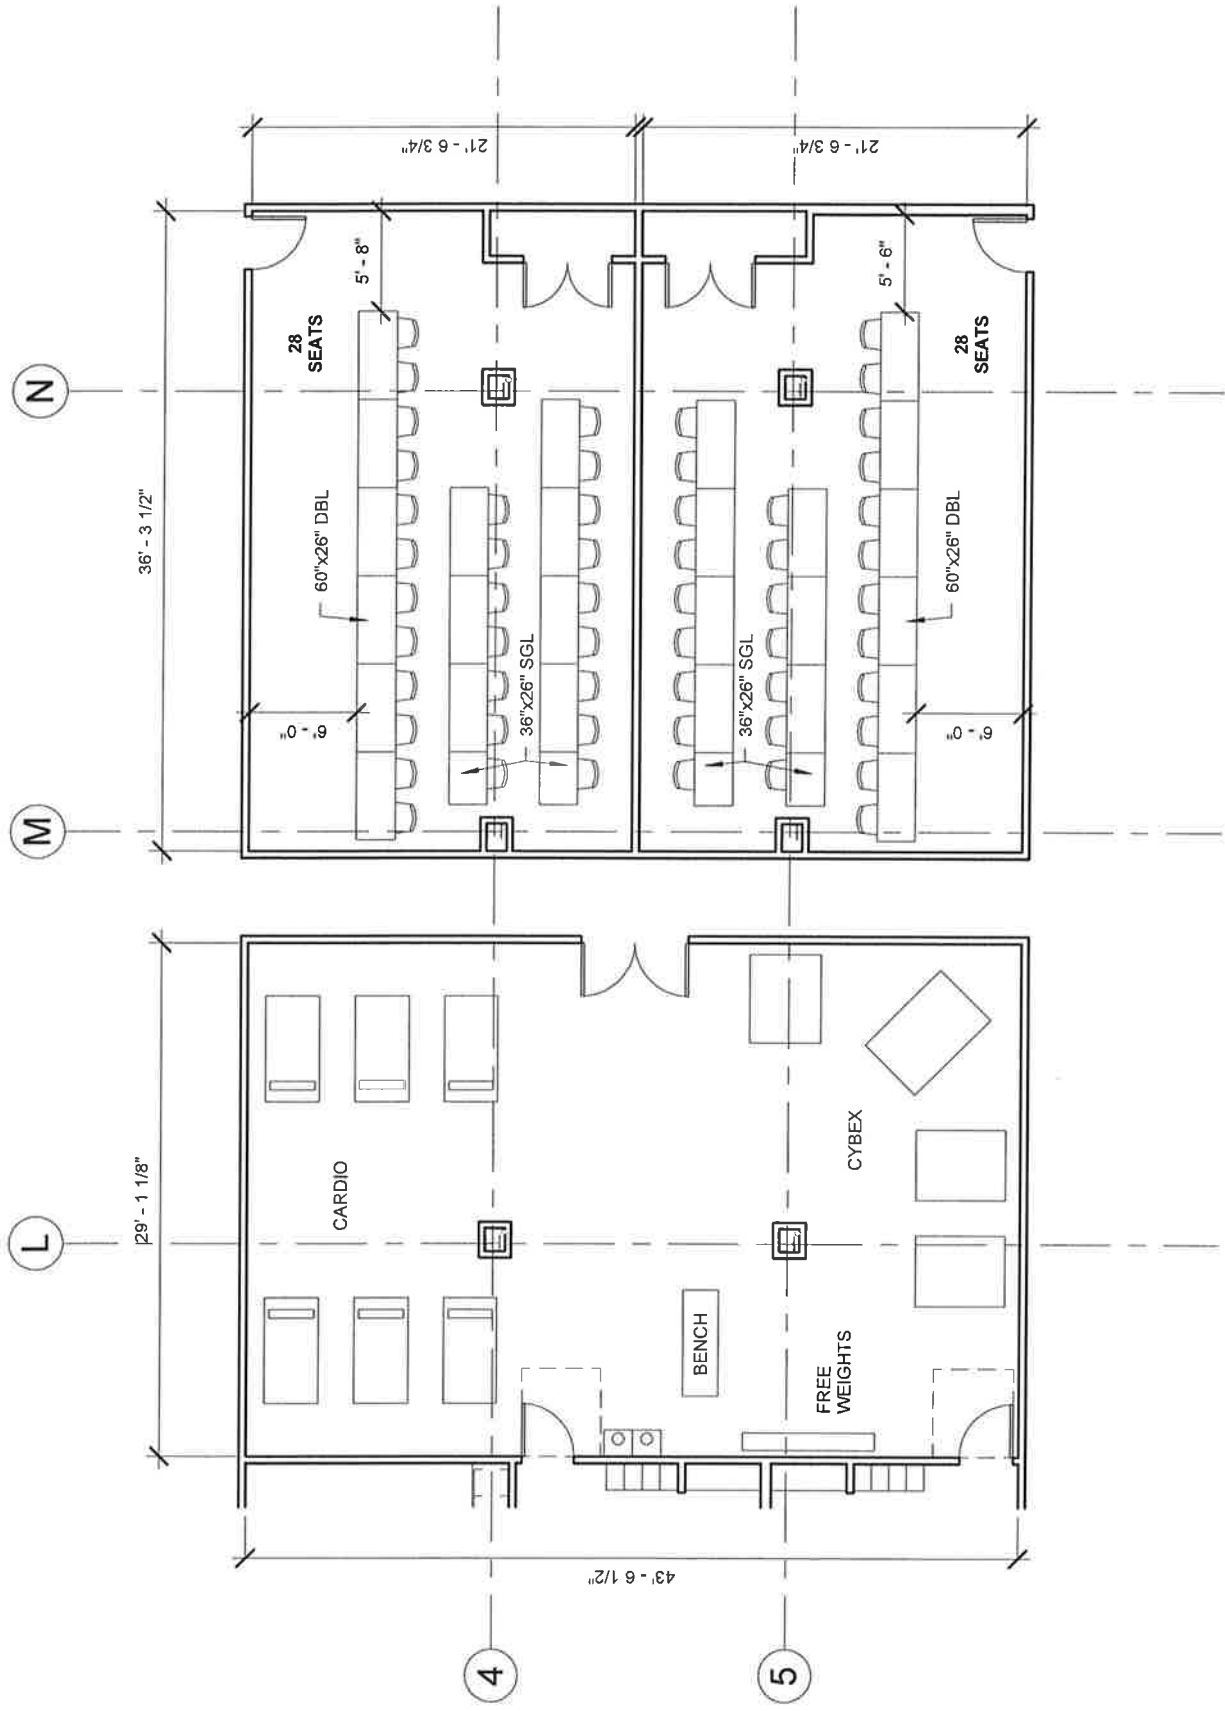 N
M
L
36' - 3 1/2"
21' - 6 3/4"
21' - 6 3/4"
5' - 8"
28
SEATS
60"x26" DBL
6' - 0"
36"x26" SGL
36"x26" SGL
5' - 6"
28
SEATS
60"x26" DBL
6' - 0"
29' - 1 1/8"
CARDIO
CYBEX
BENCH
FREE
WEIGHTS
43' - 6 1/2"
4
5